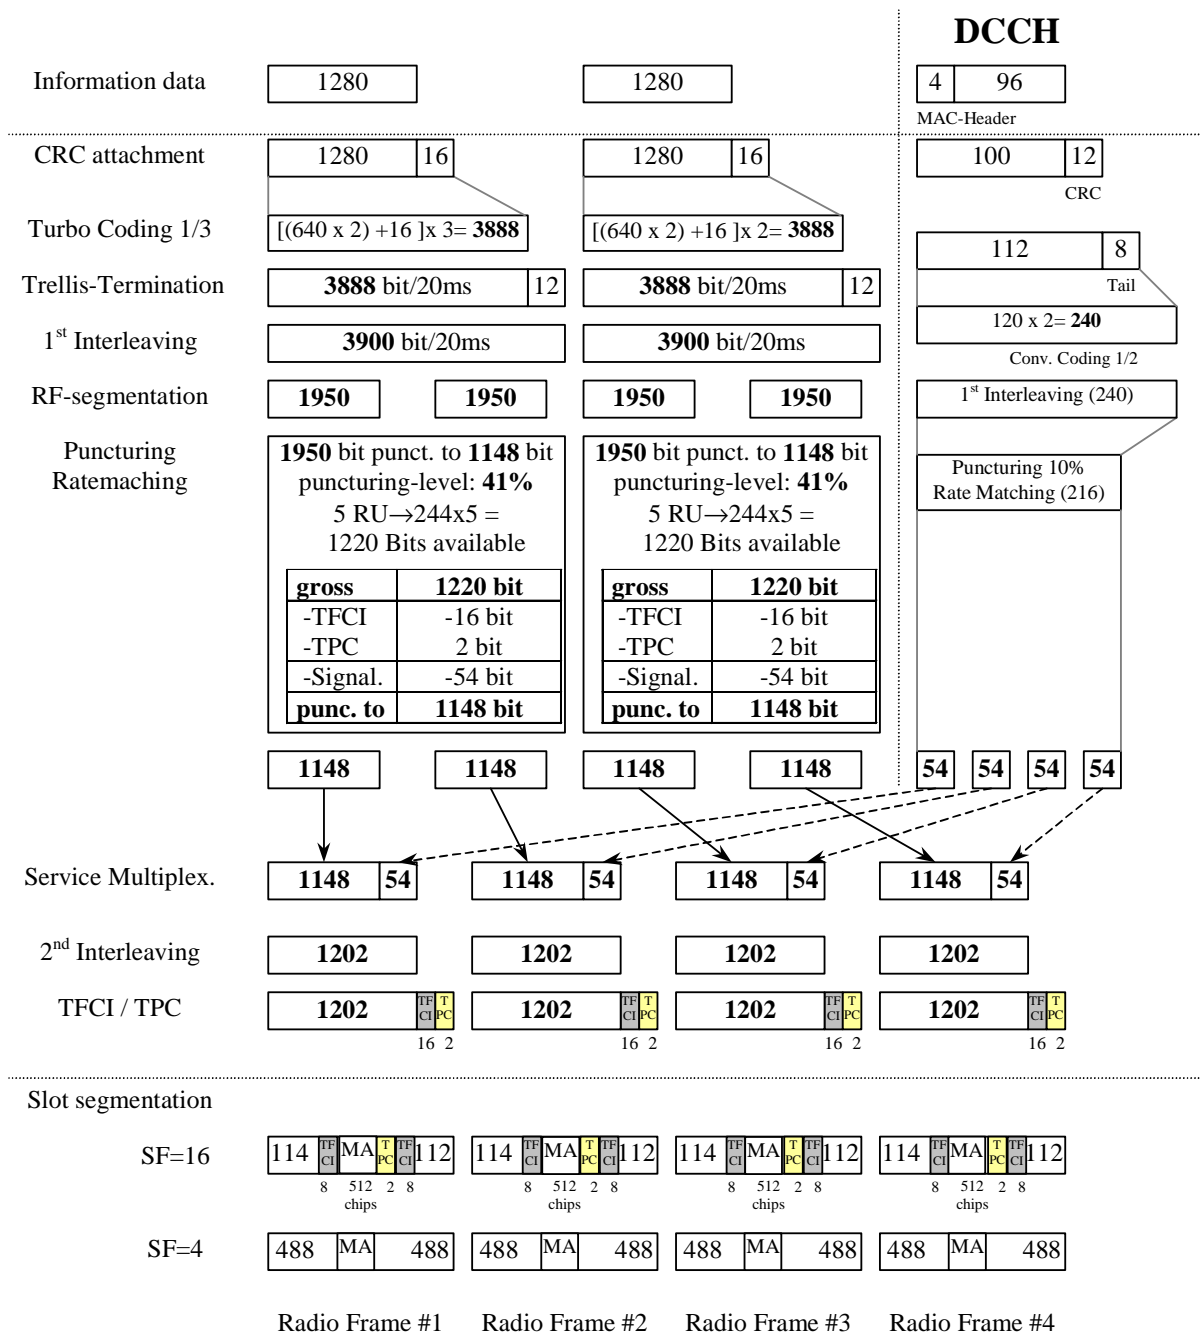 DCCH
Information data 1280 1280 4 96
MAC-Header
CRC attachment 1280 16 1280 16 100 12
CRC
Turbo Coding 1/3 [(640 x 2) +16 ]x 3= 3888 [(640 x 2) +16 ]x 2= 3888
112 8
Trellis-Termination 3888 bit/20ms 12 3888 bit/20ms 12
Tail
120 x 2= 240
1st Interleaving 3900 bit/20ms 3900 bit/20ms
Conv. Coding 1/2
RF-segmentation 1950 1950 1950 1950 1st Interleaving (240)
Puncturing 1950 bit punct. to 1148 bit 1950 bit punct. to 1148 bit
Ratemaching puncturing-level: 41% puncturing-level: 41%
Puncturing 10%
Rate Matching (216)
5 RU→244x5 = 5 RU→244x5 =
1220 Bits available 1220 Bits available
gross 1220 bit gross 1220 bit
-TFCI -16 bit -TFCI -16 bit
-TPC 2 bit -TPC 2 bit
-Signal. -54 bit -Signal. -54 bit
punc. to 1148 bit punc. to 1148 bit
1148 1148 1148 1148 54 54 54 54
Service Multiplex. 1148 54 1148 54 1148 54 1148 54
2nd Interleaving 1202 1202 1202 1202
TFCI / TPC 1202 TF CI T PC 1202 TF CI T PC 1202 TF CI T PC 1202 TF CI T PC
16 2 16 2 16 2 16 2
Slot segmentation
SF=16 114 TF CI MA T PC TF CI 112 114 TF CI MA T PC TF CI 112 114 TF CI MA T PC TF CI 112 114 TF CI MA T PC TF CI 112
8 512 2 8 8 512 2 8 8 512 2 8 8 512 2 8
chips chips chips chips
SF=4 488 MA 488 488 MA 488 488 MA 488 488 MA 488
Radio Frame #1 Radio Frame #2 Radio Frame #3 Radio Frame #4